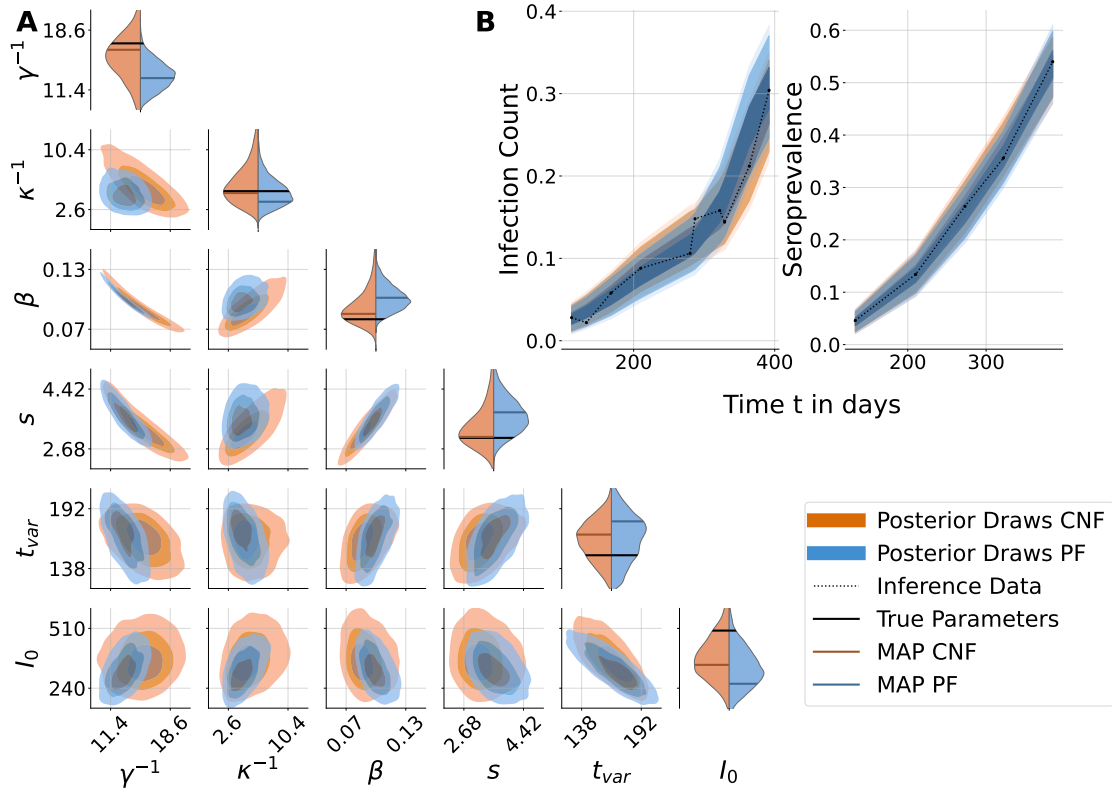 A
γ⁻¹
18.6
11.4
κ⁻¹
10.4
2.6
β
0.13
0.07
s
4.42
2.68
t_var
192
138
I₀
510
240
11.4
18.6
2.6
10.4
0.07
0.13
2.68
4.42
138
192
γ⁻¹
κ⁻¹
β
s
t_var
I₀
B
Infection Count
0.4
0.3
0.2
0.1
0.0
200
400
Seroprevalence
0.6
0.5
0.4
0.3
0.2
0.1
0.0
200
300
Time t in days
Posterior Draws CNF
Posterior Draws PF
Inference Data
True Parameters
MAP CNF
MAP PF